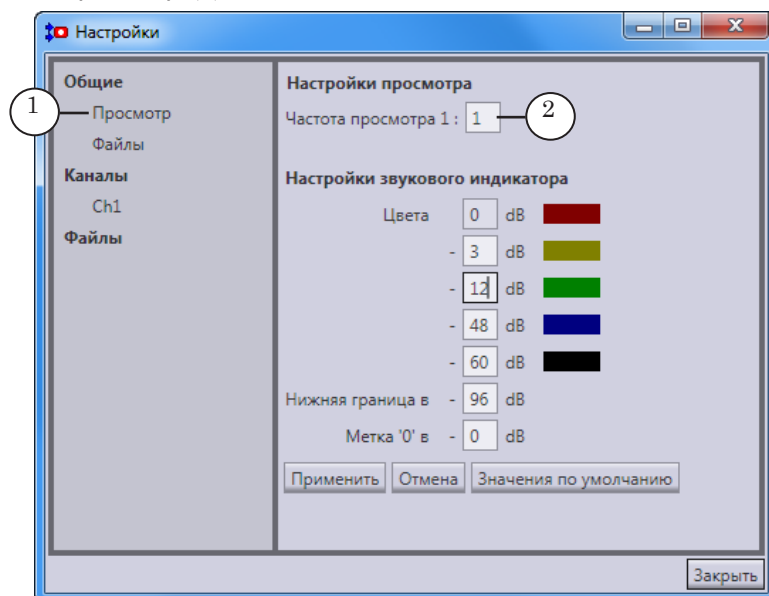 Настройки
Общие
Просмотр
Файлы
Каналы
Ch1
Файлы
1
Настройки просмотра
Частота просмотра 1 : 1
2
Настройки звукового индикатора
Цвета 0 dB
- 3 dB
- 12 dB
- 48 dB
- 60 dB
Нижняя граница в - 96 dB
Метка '0' в - 0 dB
Применить Отмена Значения по умолчанию
Закрыть